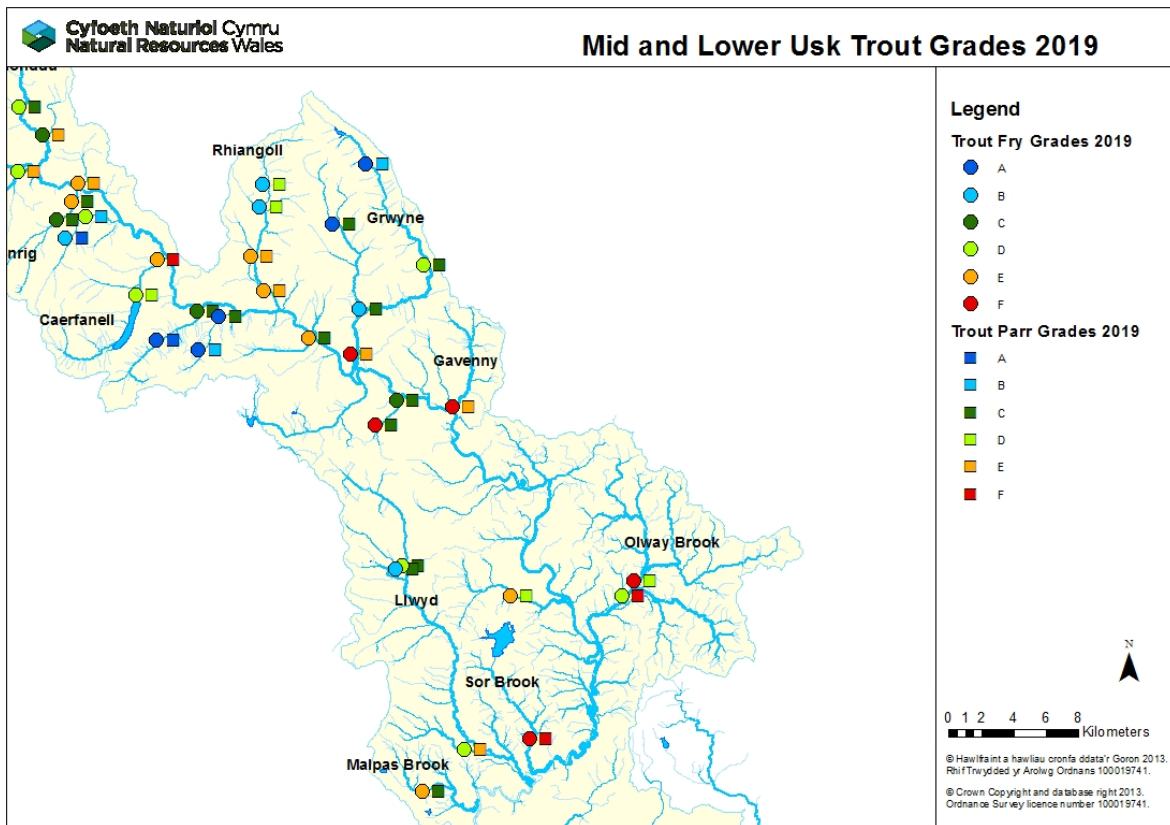 Cyfoeth Naturiol Cymru
Natural Resources Wales
Mid and Lower Usk Trout Grades 2019
Rhiangoll
Grwyne
nrig
Caerfanell
Gavenny
Olway Brook
Llwyd
Sor Brook
Malpas Brook
Legend
Trout Fry Grades 2019
A
B
C
D
E
F
Trout Parr Grades 2019
A
B
C
D
E
F
N
0 1 2 4 6 8
Kilometers
© Hawlfraint a hawliau cronfa ddata'r Goron 2013.
Rhif Trwydded yr Arolwg Ordnans 100019741.
© Crown Copyright and database right 2013.
Ordnance Survey licence number 100019741.